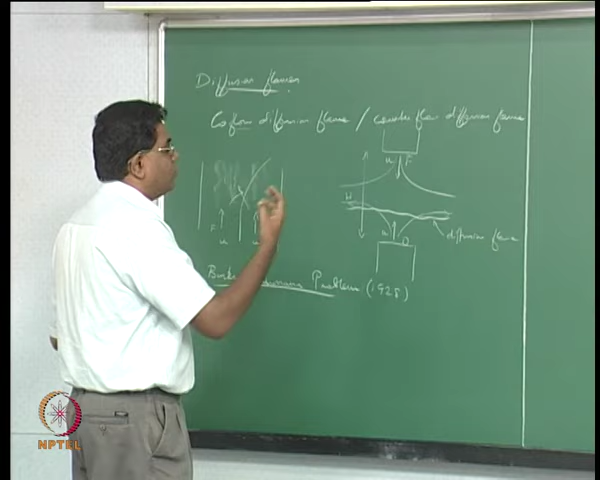 Diffusion flames
Coflow diffusion flame / counter flow diffusion flame
u F
H
F
u u
u O
diffusion flame
Burke Schumann Problem (1928)
NPTEL